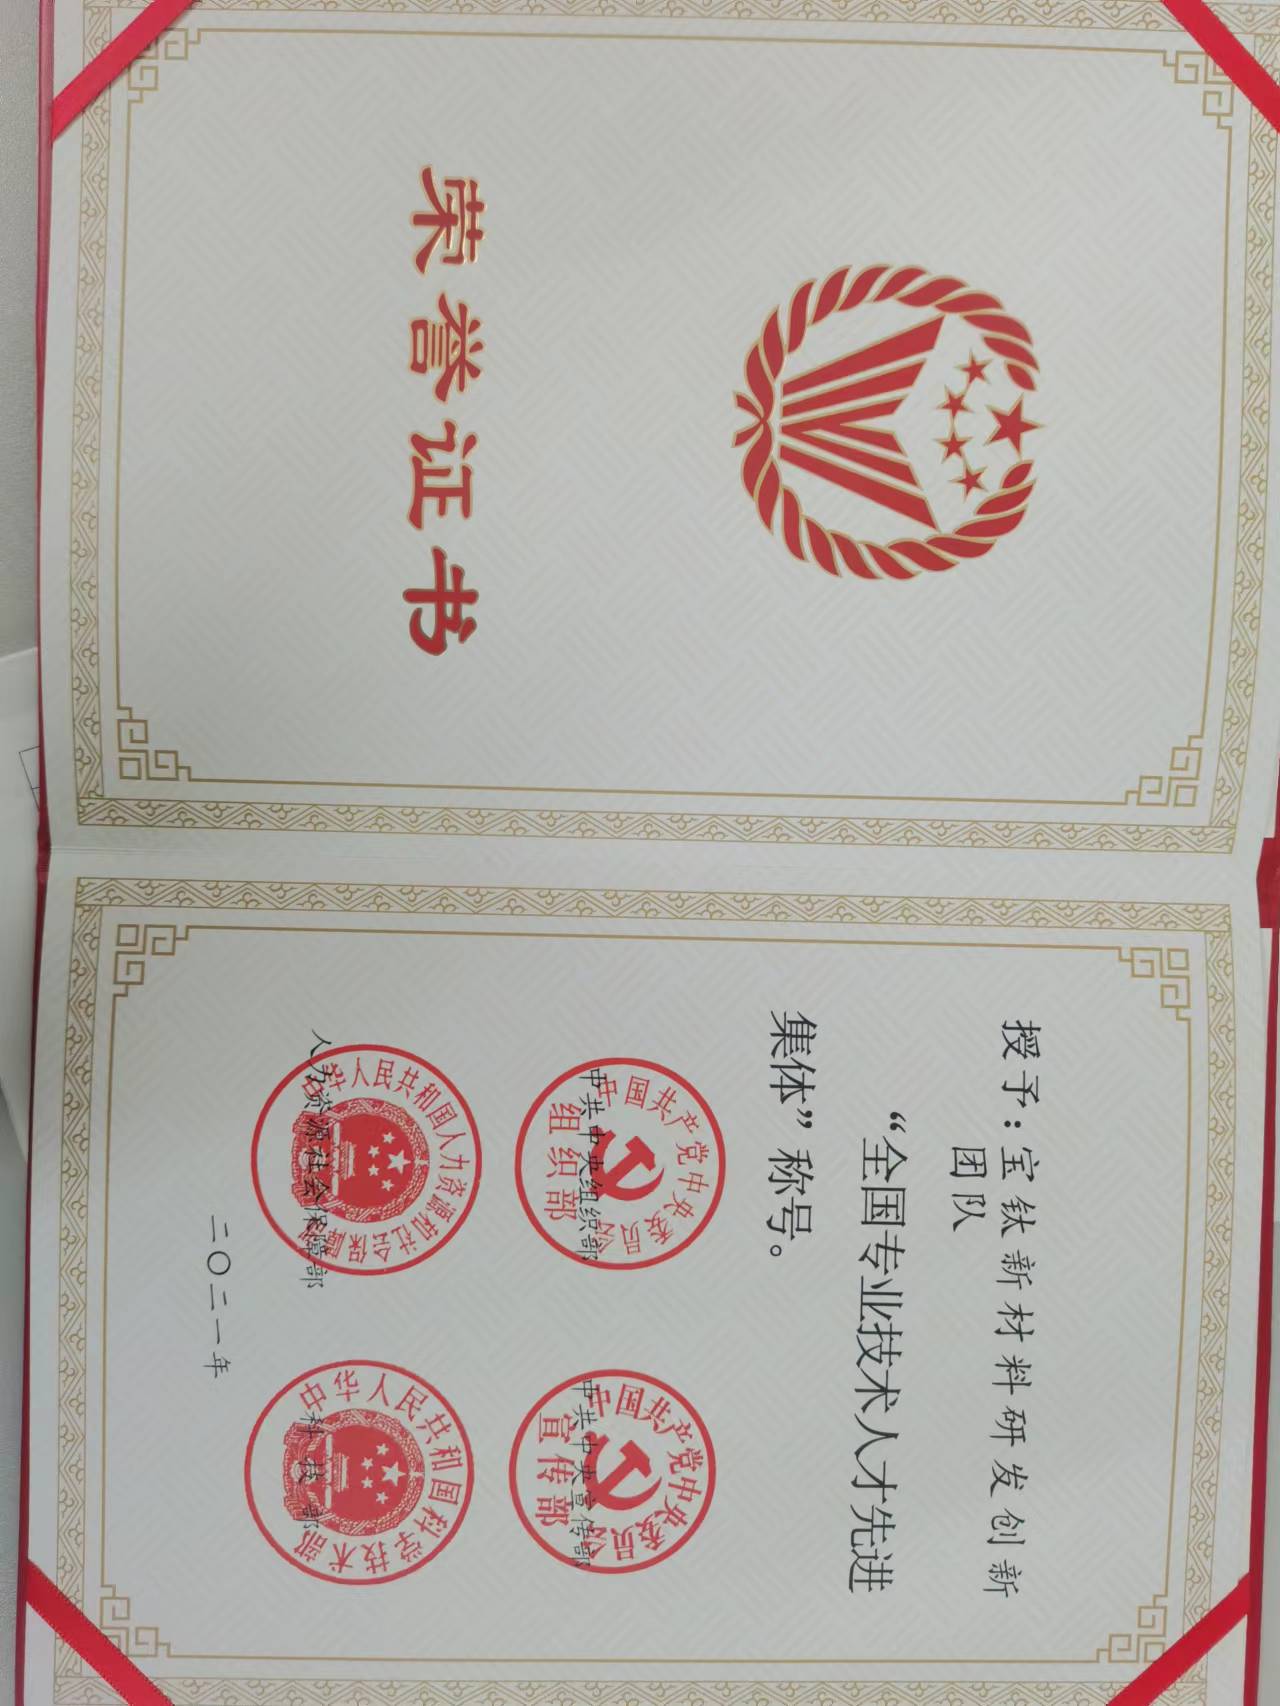 荣誉证书
授予：宝钛新材料研发创新
团队
“全国专业技术人才先进
集体”称号。
中国共产党中央委员会
组织部
中共中央组织部
中国共产党中央委员会
宣传部
中共中央宣传部
中华人民共和国人力资源和社会保障部
人力资源社会保障部
中华人民共和国科学技术部
科技部
二〇二一年